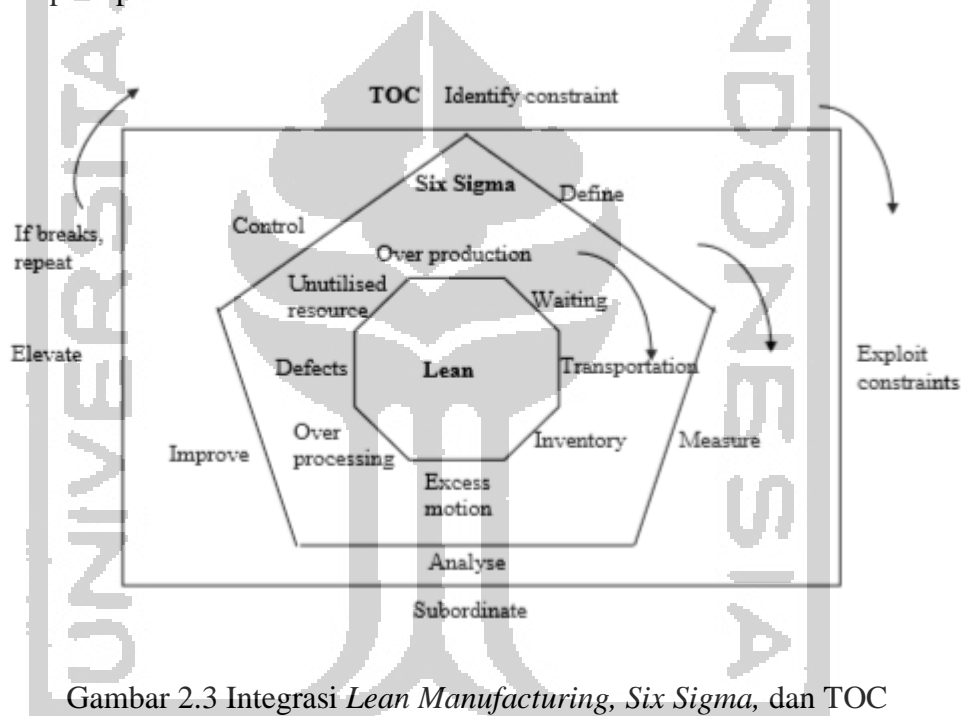 TOC Identify constraint
Six Sigma
Define
Control
If breaks,
repeat
Over production
Unutilised
resource
Waiting
Elevate
Defects
Lean
Transportation
Exploit
constraints
Over
processing
Inventory
Measure
Improve
Excess
motion
Analyse
Subordinate
Gambar 2.3 Integrasi Lean Manufacturing, Six Sigma, dan TOC
UNIVERSITA
NDONESIA